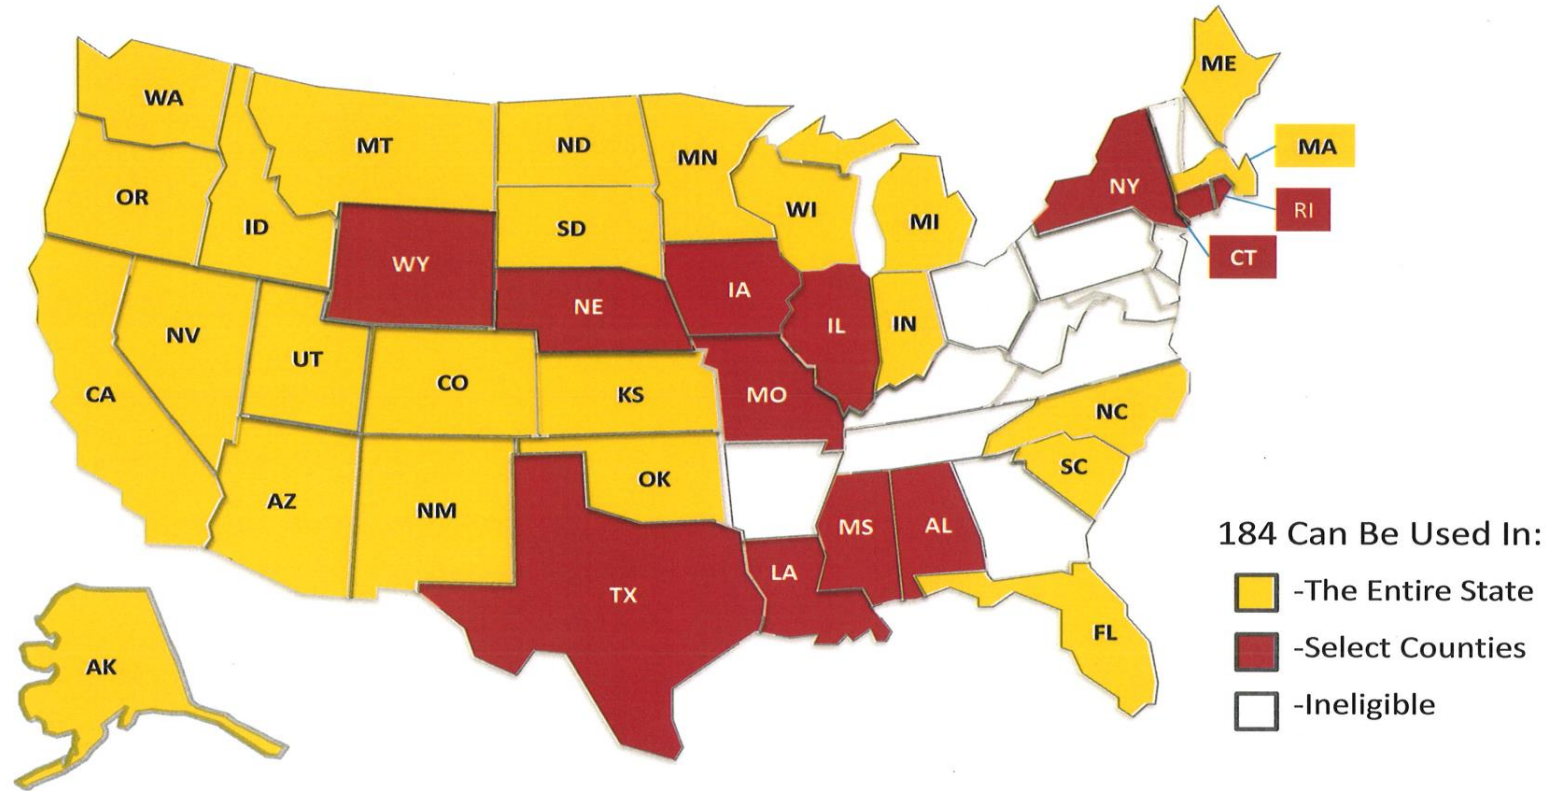 ME
WA
MT
ND
MN
MA
OR
ID
SD
WI
MI
NY
RI
WY
CT
NE
IA
IL
IN
NV
UT
CO
KS
MO
CA
NC
OK
SC
AZ
NM
MS
AL
LA
TX
FL
AK
184 Can Be Used In:
-The Entire State
-Select Counties
-Ineligible